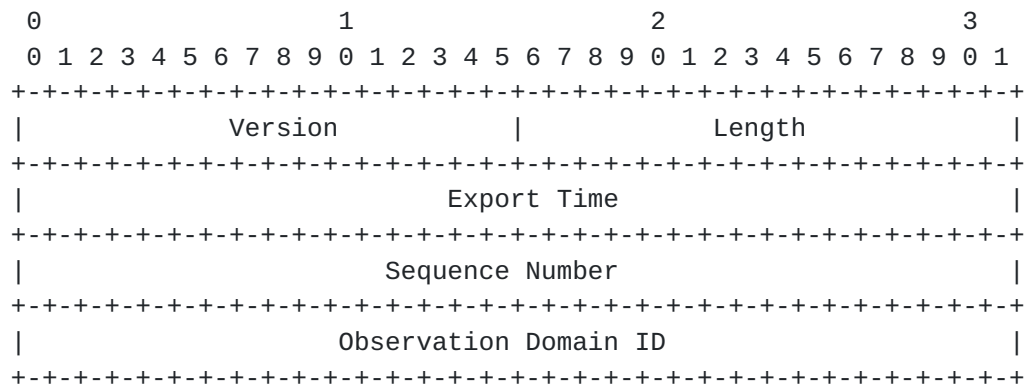 0                   1                   2                   3
 0 1 2 3 4 5 6 7 8 9 0 1 2 3 4 5 6 7 8 9 0 1 2 3 4 5 6 7 8 9 0 1
+-+-+-+-+-+-+-+-+-+-+-+-+-+-+-+-+-+-+-+-+-+-+-+-+-+-+-+-+-+-+-+-+
|             Version           |            Length             |
+-+-+-+-+-+-+-+-+-+-+-+-+-+-+-+-+-+-+-+-+-+-+-+-+-+-+-+-+-+-+-+-+
|                           Export Time                         |
+-+-+-+-+-+-+-+-+-+-+-+-+-+-+-+-+-+-+-+-+-+-+-+-+-+-+-+-+-+-+-+-+
|                       Sequence Number                         |
+-+-+-+-+-+-+-+-+-+-+-+-+-+-+-+-+-+-+-+-+-+-+-+-+-+-+-+-+-+-+-+-+
|                    Observation Domain ID                      |
+-+-+-+-+-+-+-+-+-+-+-+-+-+-+-+-+-+-+-+-+-+-+-+-+-+-+-+-+-+-+-+-+